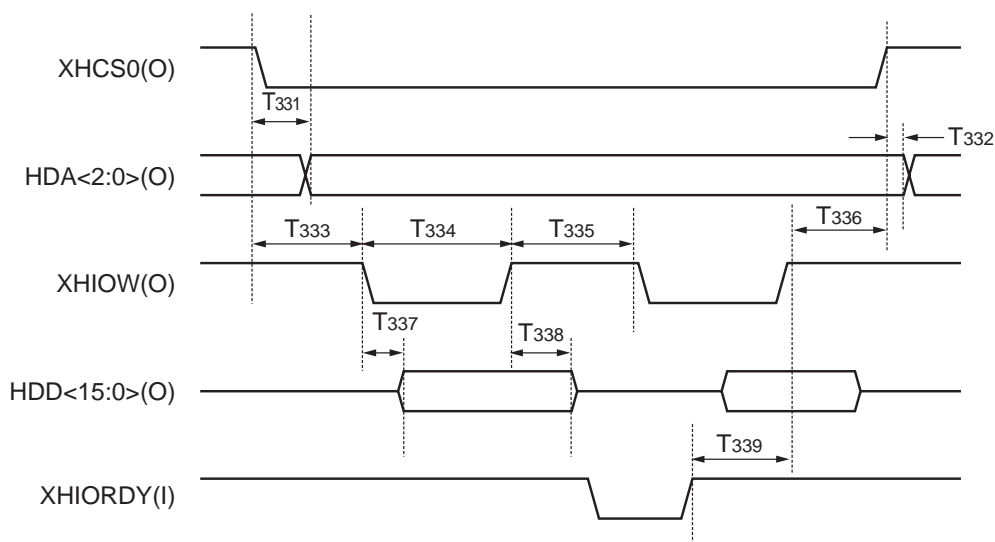 XHCS0(O)
T331
T332
HDA<2:0>(O)
T333
T334
T335
T336
XHIOW(O)
T337
T338
HDD<15:0>(O)
T339
XHIORDY(I)